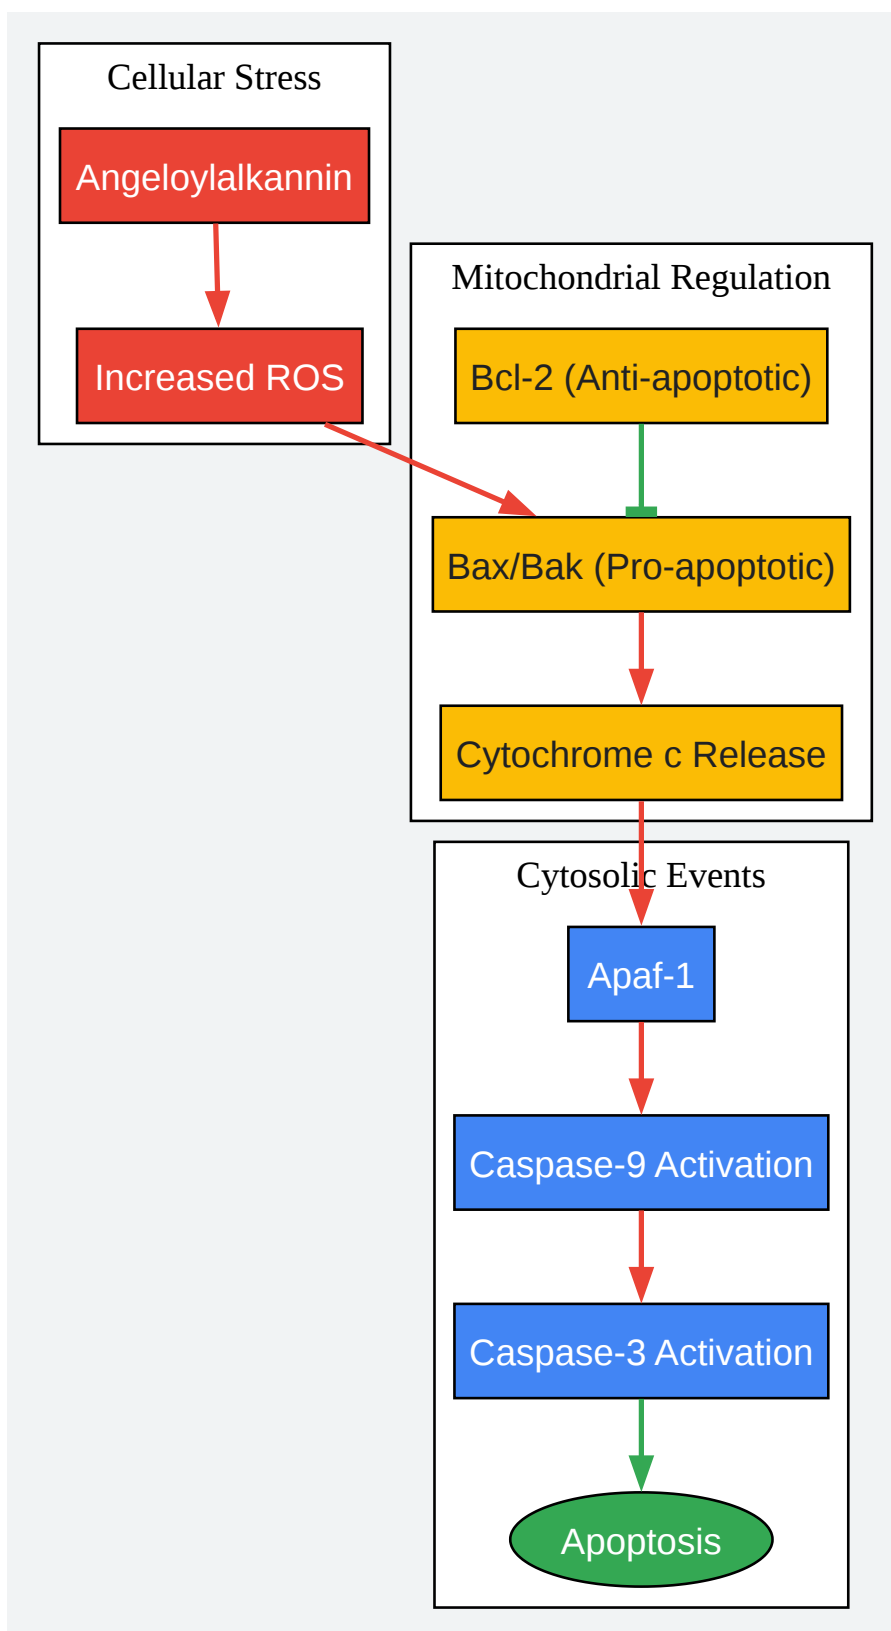 Cellular Stress
Angeloylalkannin
Increased ROS
Mitochondrial Regulation
Bcl-2 (Anti-apoptotic)
Bax/Bak (Pro-apoptotic)
Cytochrome c Release
Cytosolic Events
Apaf-1
Caspase-9 Activation
Caspase-3 Activation
Apoptosis